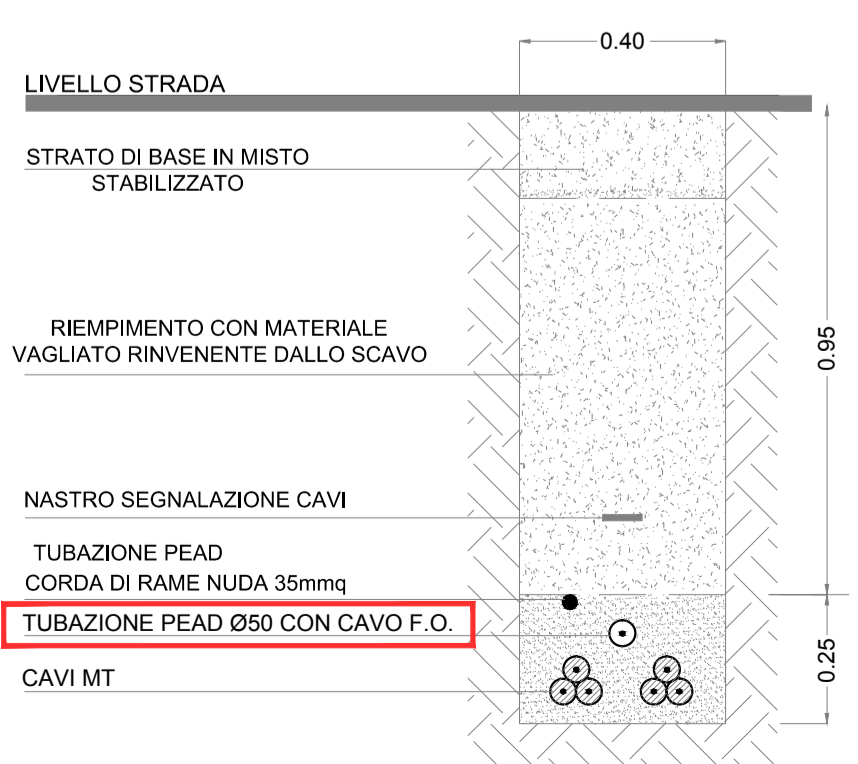 0.40
LIVELLO STRADA
STRATO DI BASE IN MISTO
STABILIZZATO
RIEMPIMENTO CON MATERIALE
VAGLIATO RINVENENTE DALLO SCAVO
0.95
NASTRO SEGNALAZIONE CAVI
TUBAZIONE PEAD
CORDA DI RAME NUDA 35mmq
TUBAZIONE PEAD Ø50 CON CAVO F.O.
0.25
CAVI MT